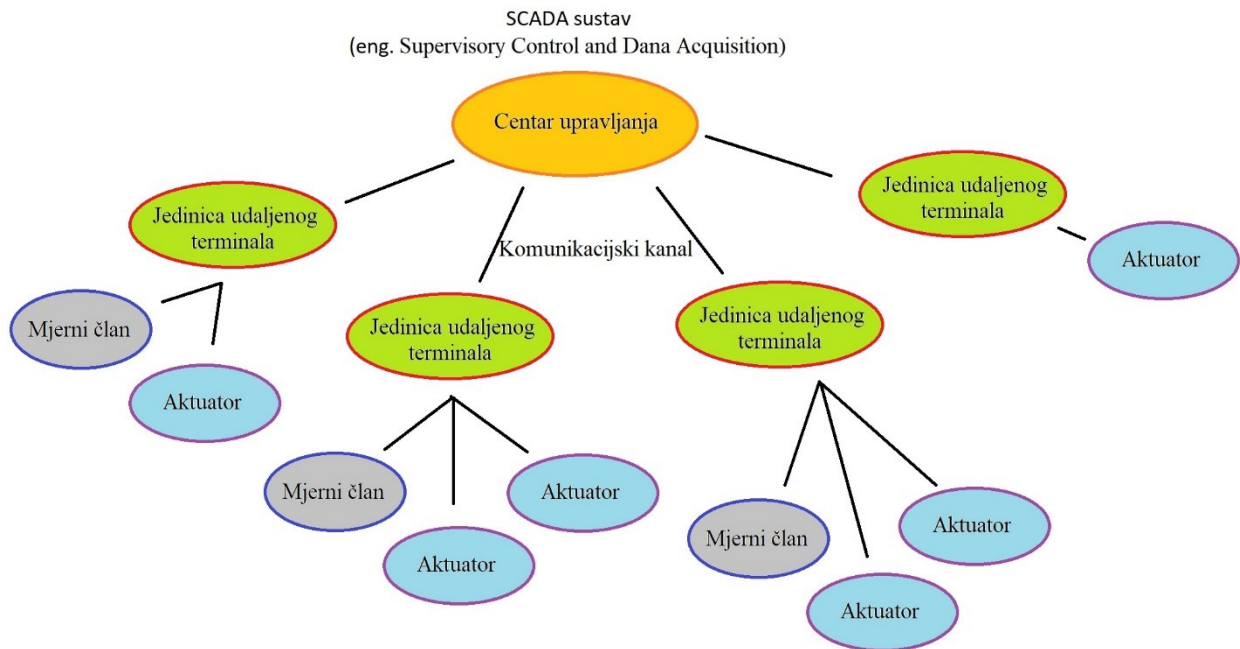 SCADA sustav
(eng. Supervisory Control and Dana Acquisition)
Centar upravljanja
Jedinica udaljenog
terminala
Jedinica udaljenog
terminala
Komunikacijski kanal
Aktuator
Mjerni član
Jedinica udaljenog
terminala
Jedinica udaljenog
terminala
Aktuator
Mjerni član
Aktuator
Aktuator
Mjerni član
Aktuator
Aktuator